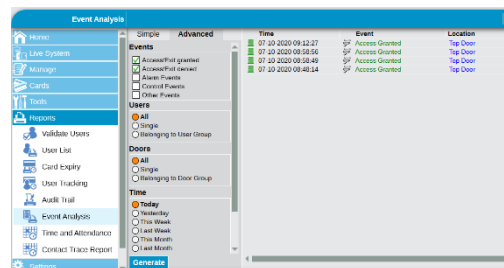 Event Analysis
Home
Live System
Manage
Cards
Tools
Reports
Validate Users
User List
Card Expiry
User Tracking
Audit Trail
Event Analysis
Time and Attendance
Contact Trace Report
Settings
Simple Advanced
Events
Access/Exit granted
Access/Exit denied
Alarm Events
Control Events
Other Events
Users
All
Single
Belonging to User Group
Doors
All
Single
Belonging to Door Group
Time
Today
Yesterday
This Week
Last Week
This Month
Last Month
Generate
Time Event Location
07-10-2020 09:12:27 Access Granted Top Door
07-10-2020 08:58:56 Access Granted Top Door
07-10-2020 08:58:49 Access Granted Top Door
07-10-2020 08:48:14 Access Granted Top Door